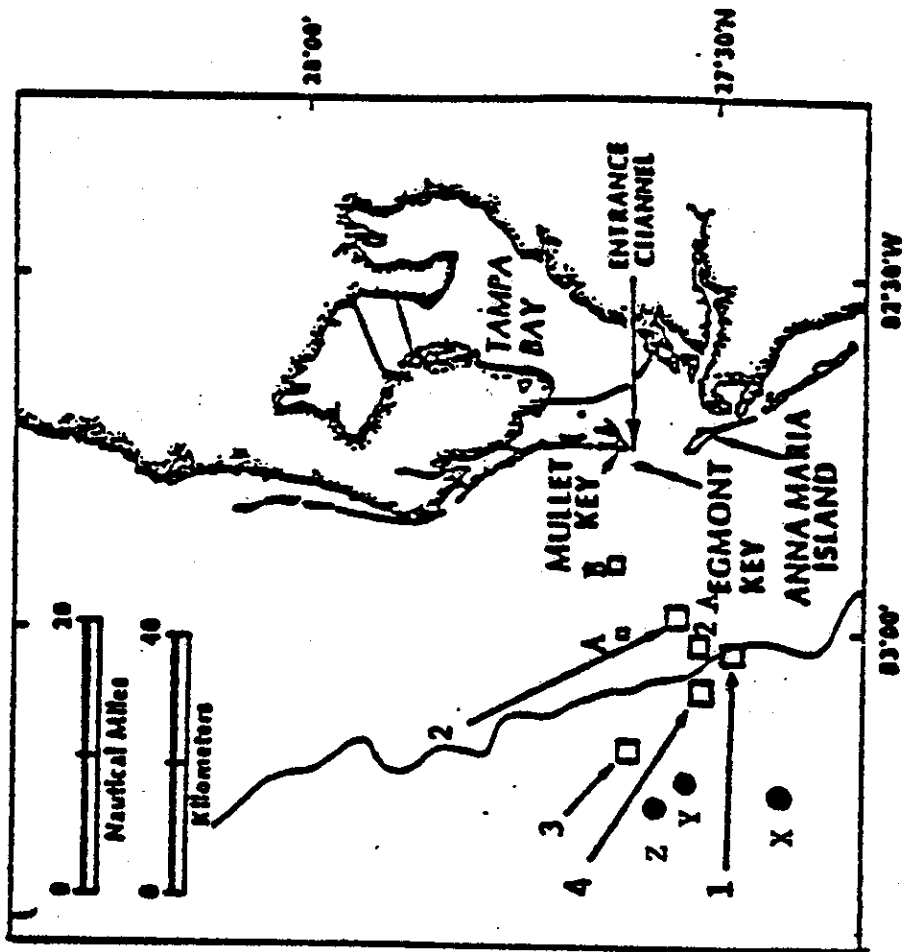 28°00'
27°30'N
82°30'W
83°00'
0
20
Nautical Miles
0
40
Kilometers
TAMPA
BAY
ENTRANCE
CHANNEL
MULLET
KEY
EGMONT
KEY
ANNA MARIA
ISLAND
B
A
2 A
2
3
4
1
Z
Y
X